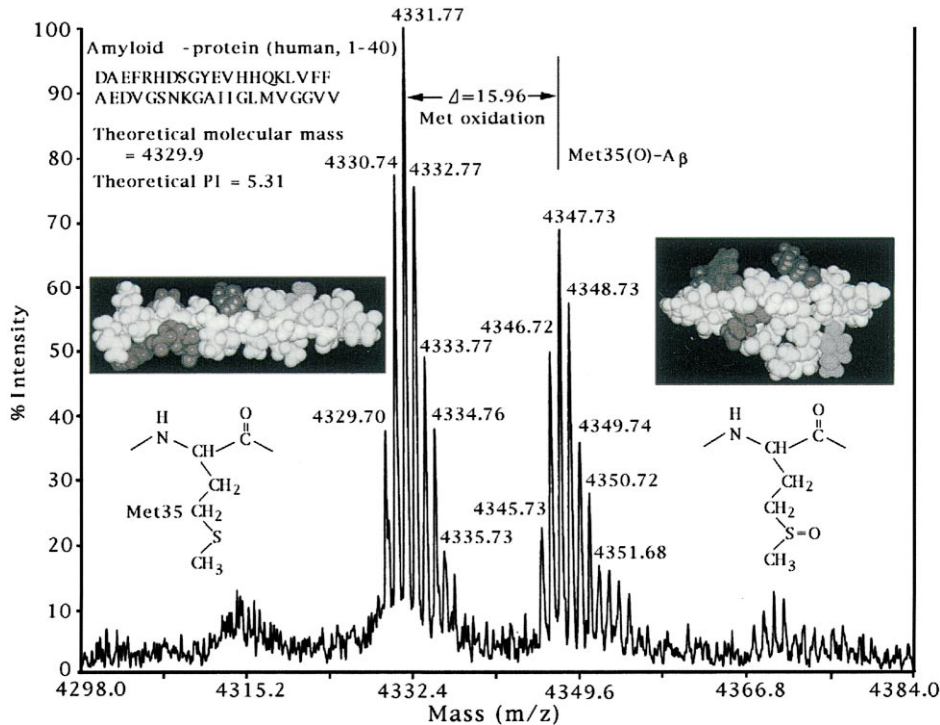 4331.77
100
90
80
70
60
50
40
30
20
10
0
% Intensity
Amyloid -protein (human, 1-40)
DAEFRHDSGYEVHHQKLVFF
AEDVGSNKGAIIGLMVGGVV
Theoretical molecular mass
= 4329.9
Theoretical PI = 5.31
Δ=15.96
Met oxidation
Met35(O)-Aβ
4330.74
4332.77
4347.73
4348.73
4346.72
4333.77
4329.70
4334.76
4349.74
4350.72
4345.73
4335.73
4351.68
H
N
CH
O
C
CH2
Met35
CH2
S
CH3
H
N
CH
O
C
CH2
CH2
S=O
CH3
4298.0
4315.2
4332.4
4349.6
4366.8
4384.0
Mass (m/z)